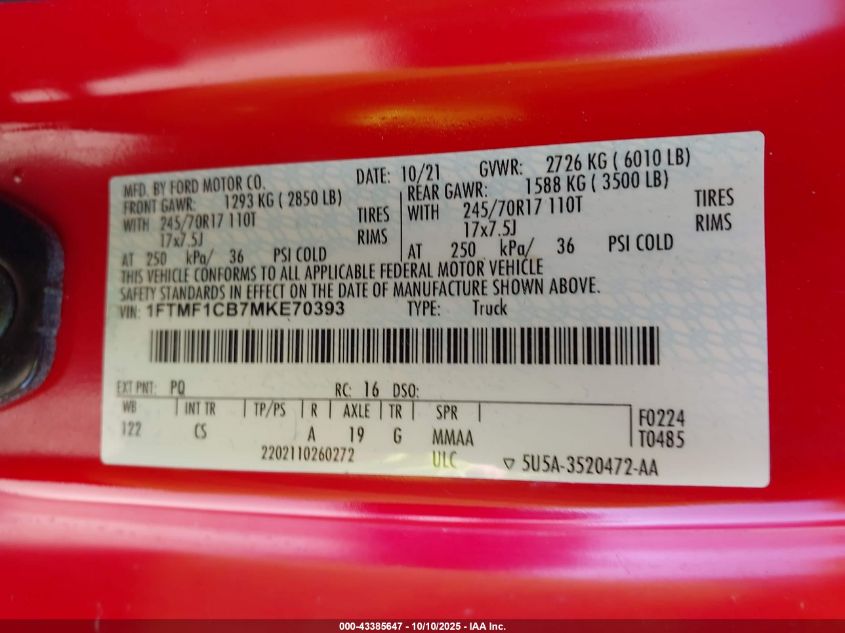 MFD. BY FORD MOTOR CO. DATE: 10/21 GVWR: 2726 KG ( 6010 LB)
FRONT GAWR: 1293 KG ( 2850 LB) REAR GAWR: 1588 KG ( 3500 LB)
WITH 245/70R17 110T TIRES WITH 245/70R17 110T TIRES
17x7.5J RIMS 17x7.5J RIMS
AT 250 kPa/ 36 PSI COLD AT 250 kPa/ 36 PSI COLD
THIS VEHICLE CONFORMS TO ALL APPLICABLE FEDERAL MOTOR VEHICLE
SAFETY STANDARDS IN EFFECT ON THE DATE OF MANUFACTURE SHOWN ABOVE.
VIN: 1FTMF1CB7MKE70393 TYPE: Truck
EXT PNT: PQ RC: 16 DSO:
WB INT TR TP/PS R AXLE TR SPR F0224
122 CS A 19 G MMAA T0485
2202110260272 ULC ▽ 5U5A-3520472-AA
000-43385647 - 10/10/2025 - IAA Inc.